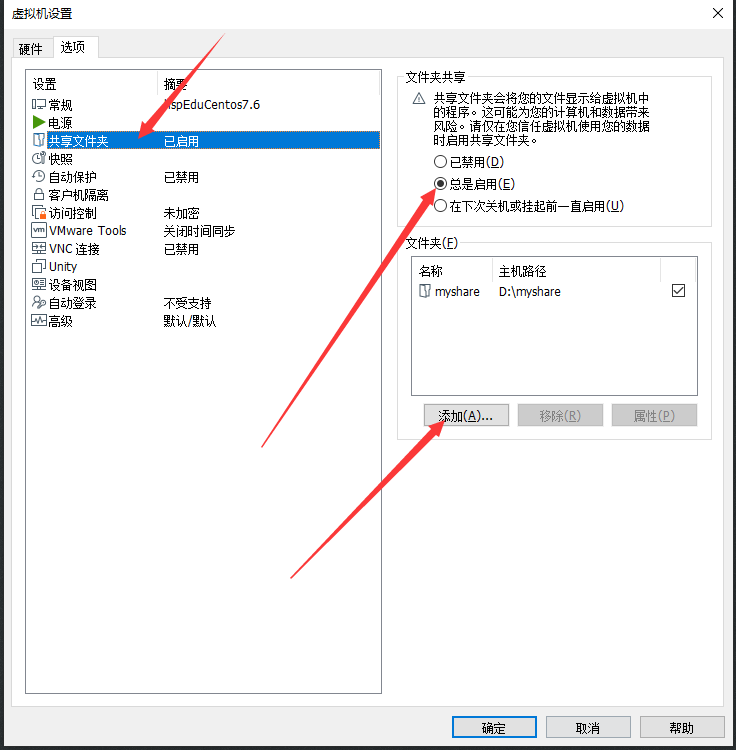 虚拟机设置
硬件 选项
设置 摘要
常规
电源
共享文件夹 已启用
快照
自动保护 已禁用
客户机隔离
访问控制 未加密
VMware Tools 关闭时间同步
VNC 连接 已禁用
Unity
设备视图
自动登录 不受支持
高级 默认/默认
文件夹共享
共享文件夹会将您的文件显示给虚拟机中
的程序。这可能为您的计算机和数据带来
风险。请仅在您信任虚拟机使用您的数据
时启用共享文件夹。
已禁用(D)
总是启用(E)
在下次关机或挂起前一直启用(U)
文件夹(F)
名称 主机路径
myshare D:\myshare
添加(A)... 移除(R) 属性(P)
确定 取消 帮助